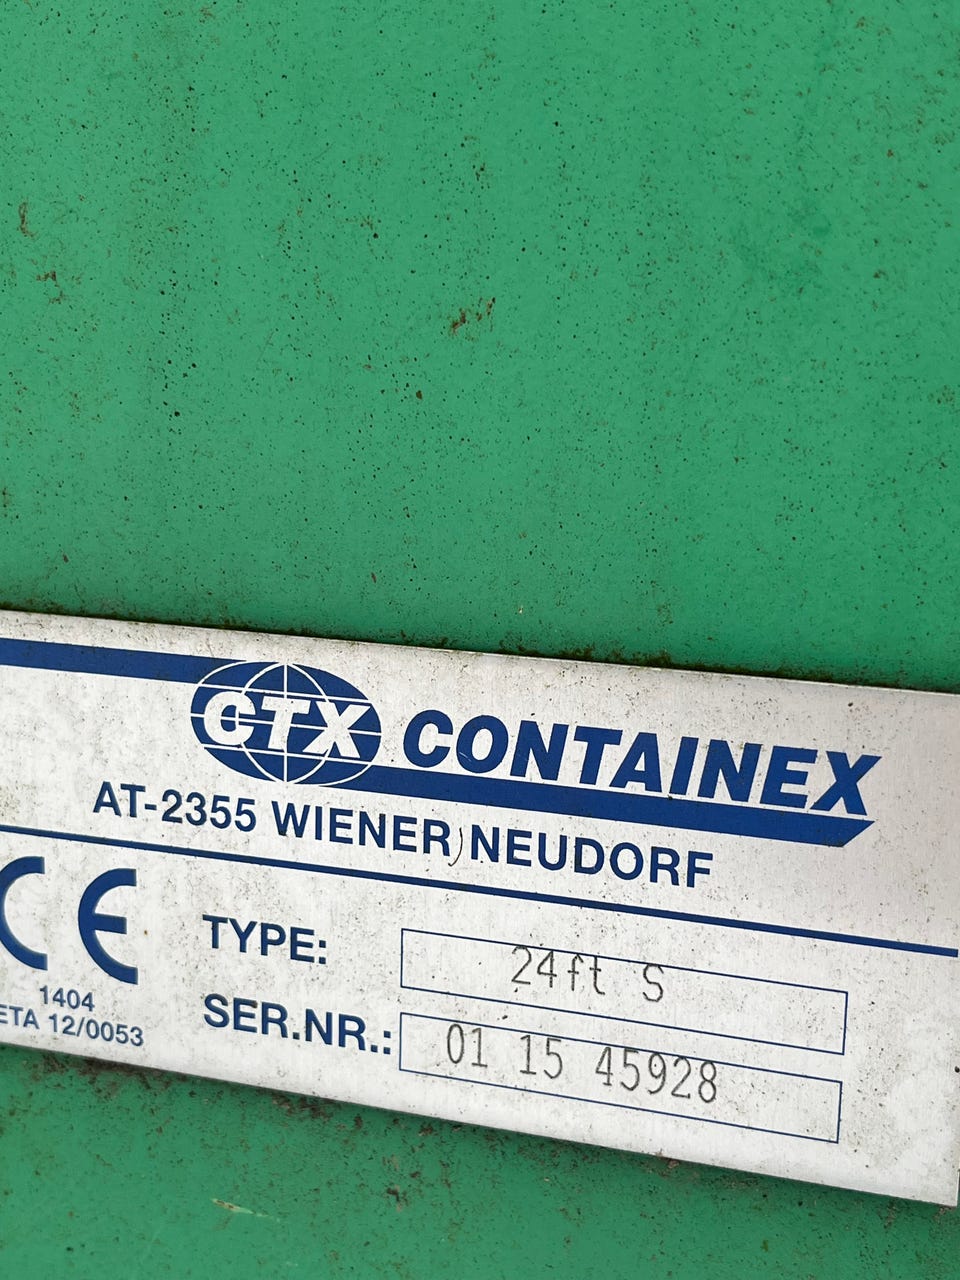 CTX CONTAINEX
AT-2355 WIENER NEUDORF
CE
1404
ETA 12/0053
TYPE: 24ft S
SER.NR.: 01 15 45928